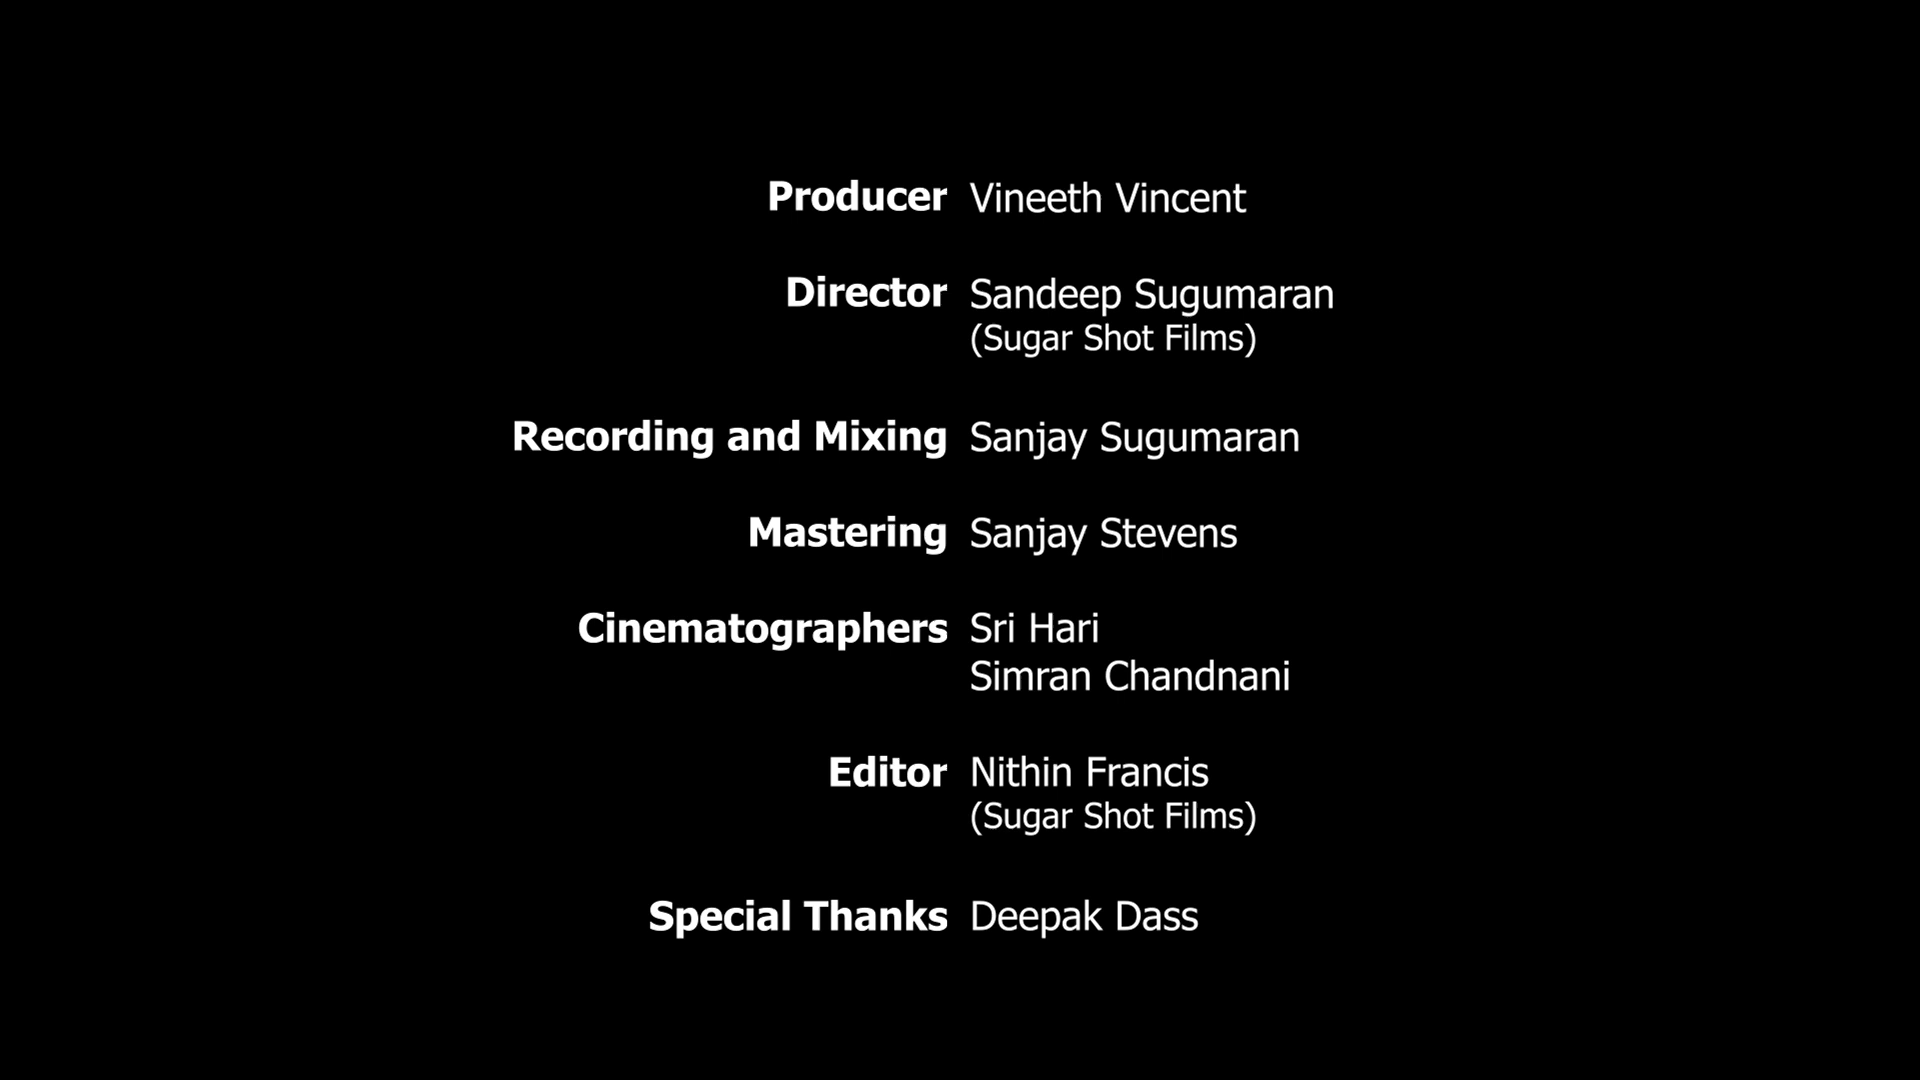 Producer Vineeth Vincent
Director Sandeep Sugumaran
(Sugar Shot Films)
Recording and Mixing Sanjay Sugumaran
Mastering Sanjay Stevens
Cinematographers Sri Hari
Simran Chandnani
Editor Nithin Francis
(Sugar Shot Films)
Special Thanks Deepak Dass